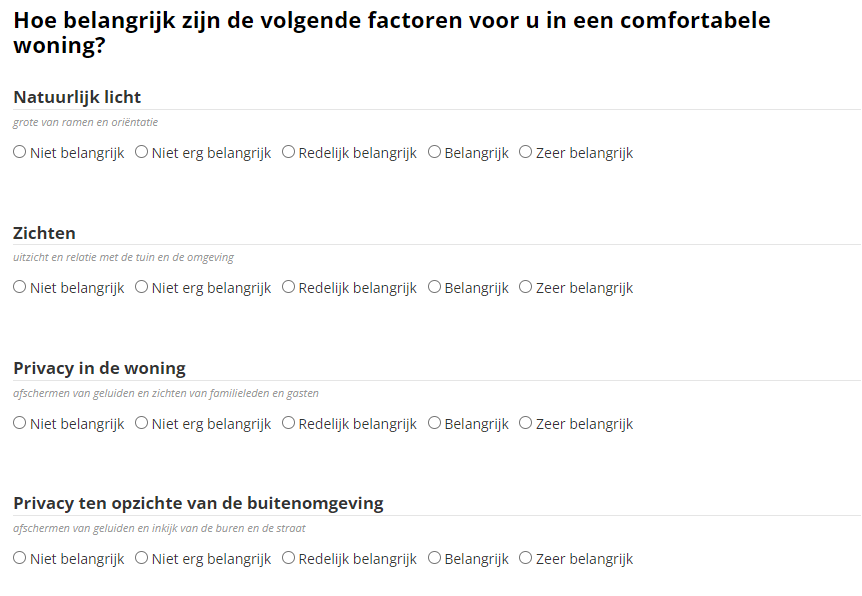 Hoe belangrijk zijn de volgende factoren voor u in een comfortabele
woning?
Natuurlijk licht
grote van ramen en oriëntatie
Niet belangrijk Niet erg belangrijk Redelijk belangrijk Belangrijk Zeer belangrijk
Zichten
uitzicht en relatie met de tuin en de omgeving
Niet belangrijk Niet erg belangrijk Redelijk belangrijk Belangrijk Zeer belangrijk
Privacy in de woning
afschermen van geluiden en zichten van familieleden en gasten
Niet belangrijk Niet erg belangrijk Redelijk belangrijk Belangrijk Zeer belangrijk
Privacy ten opzichte van de buitenomgeving
afschermen van geluiden en inkijk van de buren en de straat
Niet belangrijk Niet erg belangrijk Redelijk belangrijk Belangrijk Zeer belangrijk